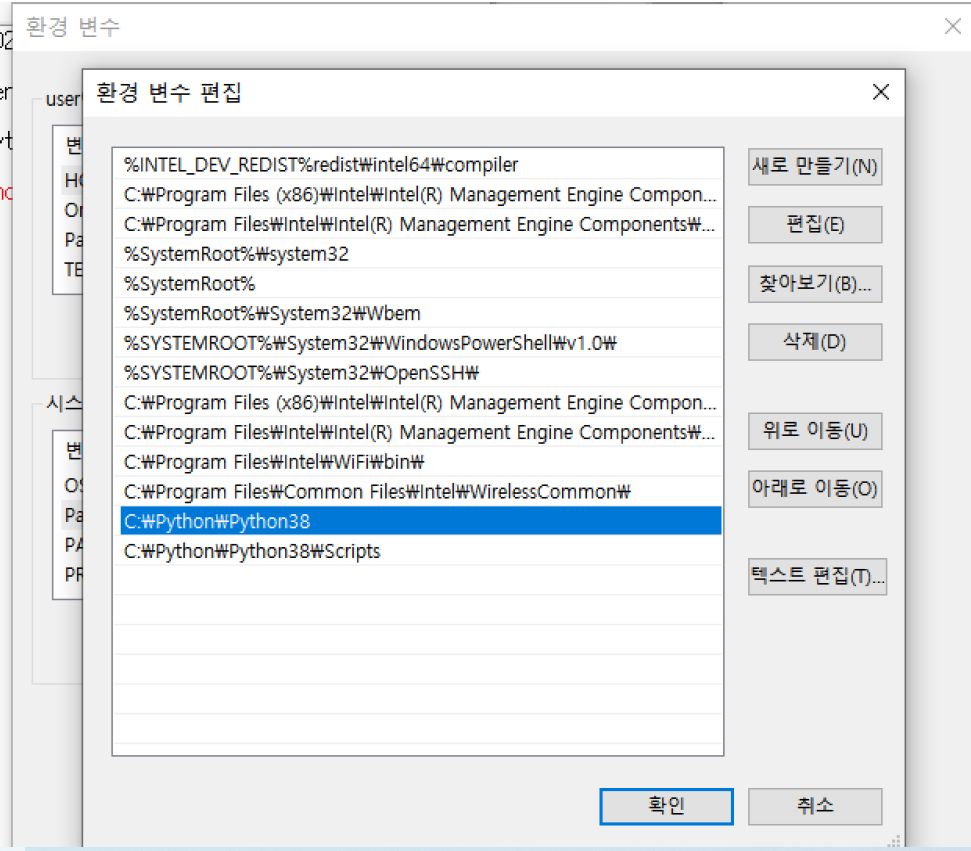 환경 변수
환경 변수 편집
%INTEL_DEV_REDIST%redist₩intel64₩compiler
C:₩Program Files (x86)₩Intel₩Intel(R) Management Engine Compon...
C:₩Program Files₩Intel₩Intel(R) Management Engine Components₩...
%SystemRoot%₩system32
%SystemRoot%
%SystemRoot%₩System32₩Wbem
%SYSTEMROOT%₩System32₩WindowsPowerShell₩v1.0₩
%SYSTEMROOT%₩System32₩OpenSSH₩
C:₩Program Files (x86)₩Intel₩Intel(R) Management Engine Compon...
C:₩Program Files₩Intel₩Intel(R) Management Engine Components₩...
C:₩Program Files₩Intel₩WiFi₩bin₩
C:₩Program Files₩Common Files₩Intel₩WirelessCommon₩
C:₩Python₩Python38
C:₩Python₩Python38₩Scripts
새로 만들기(N)
편집(E)
찾아보기(B)...
삭제(D)
위로 이동(U)
아래로 이동(O)
텍스트 편집(T)...
확인
취소
user
변
Pa
TE
시스
변
OS
Pa
PA
PR